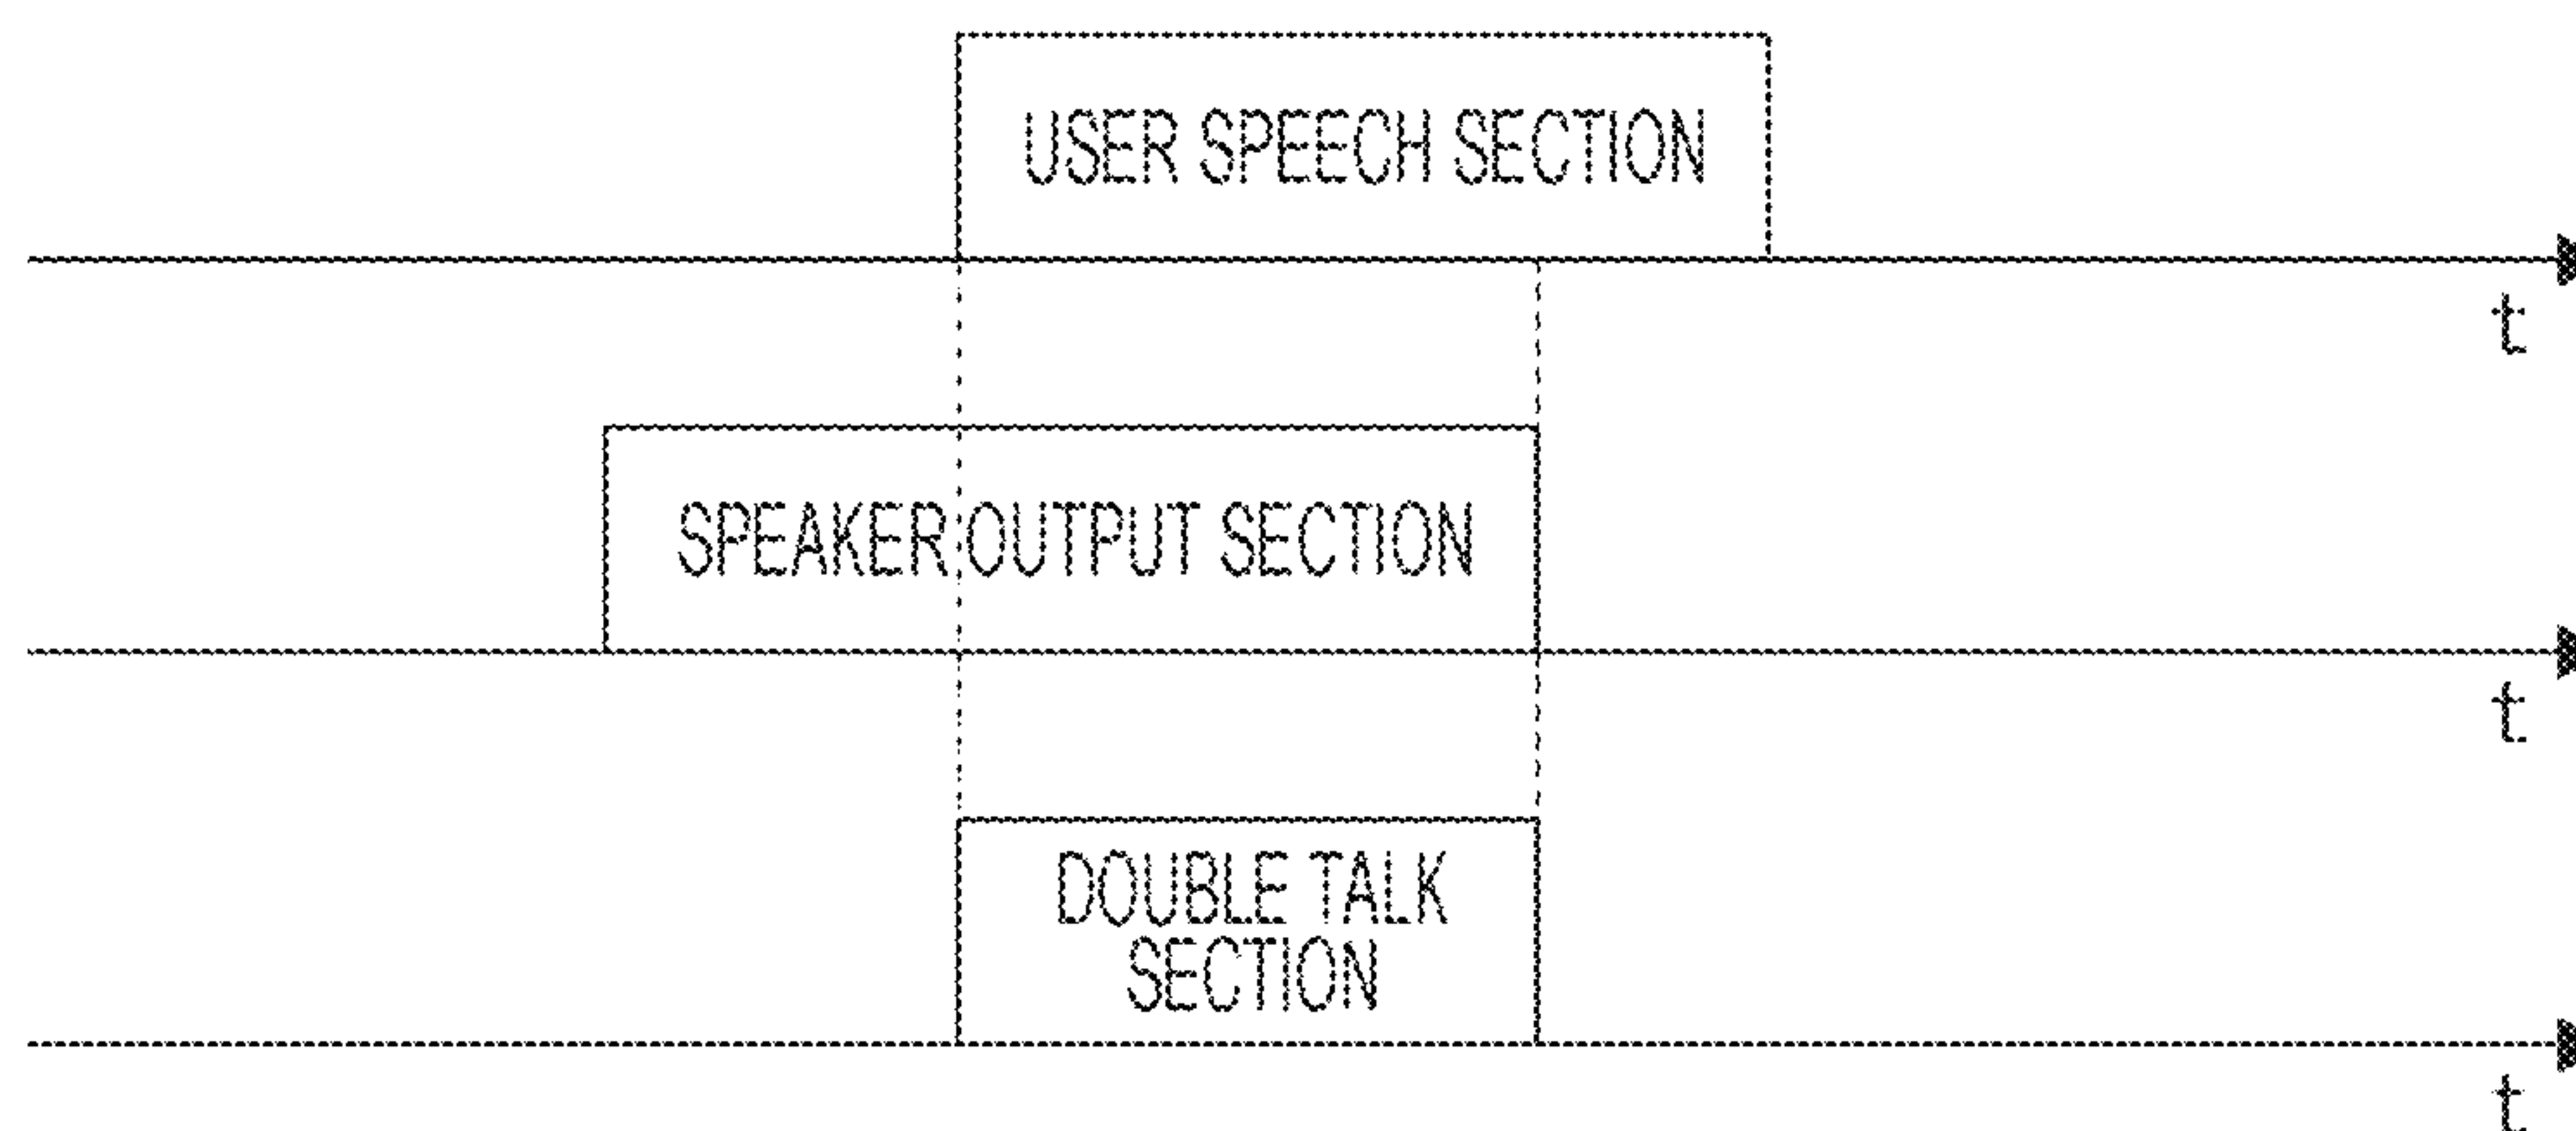 USER SPEECH SECTION
t
SPEAKER OUTPUT SECTION
t
DOUBLE TALK
SECTION
t